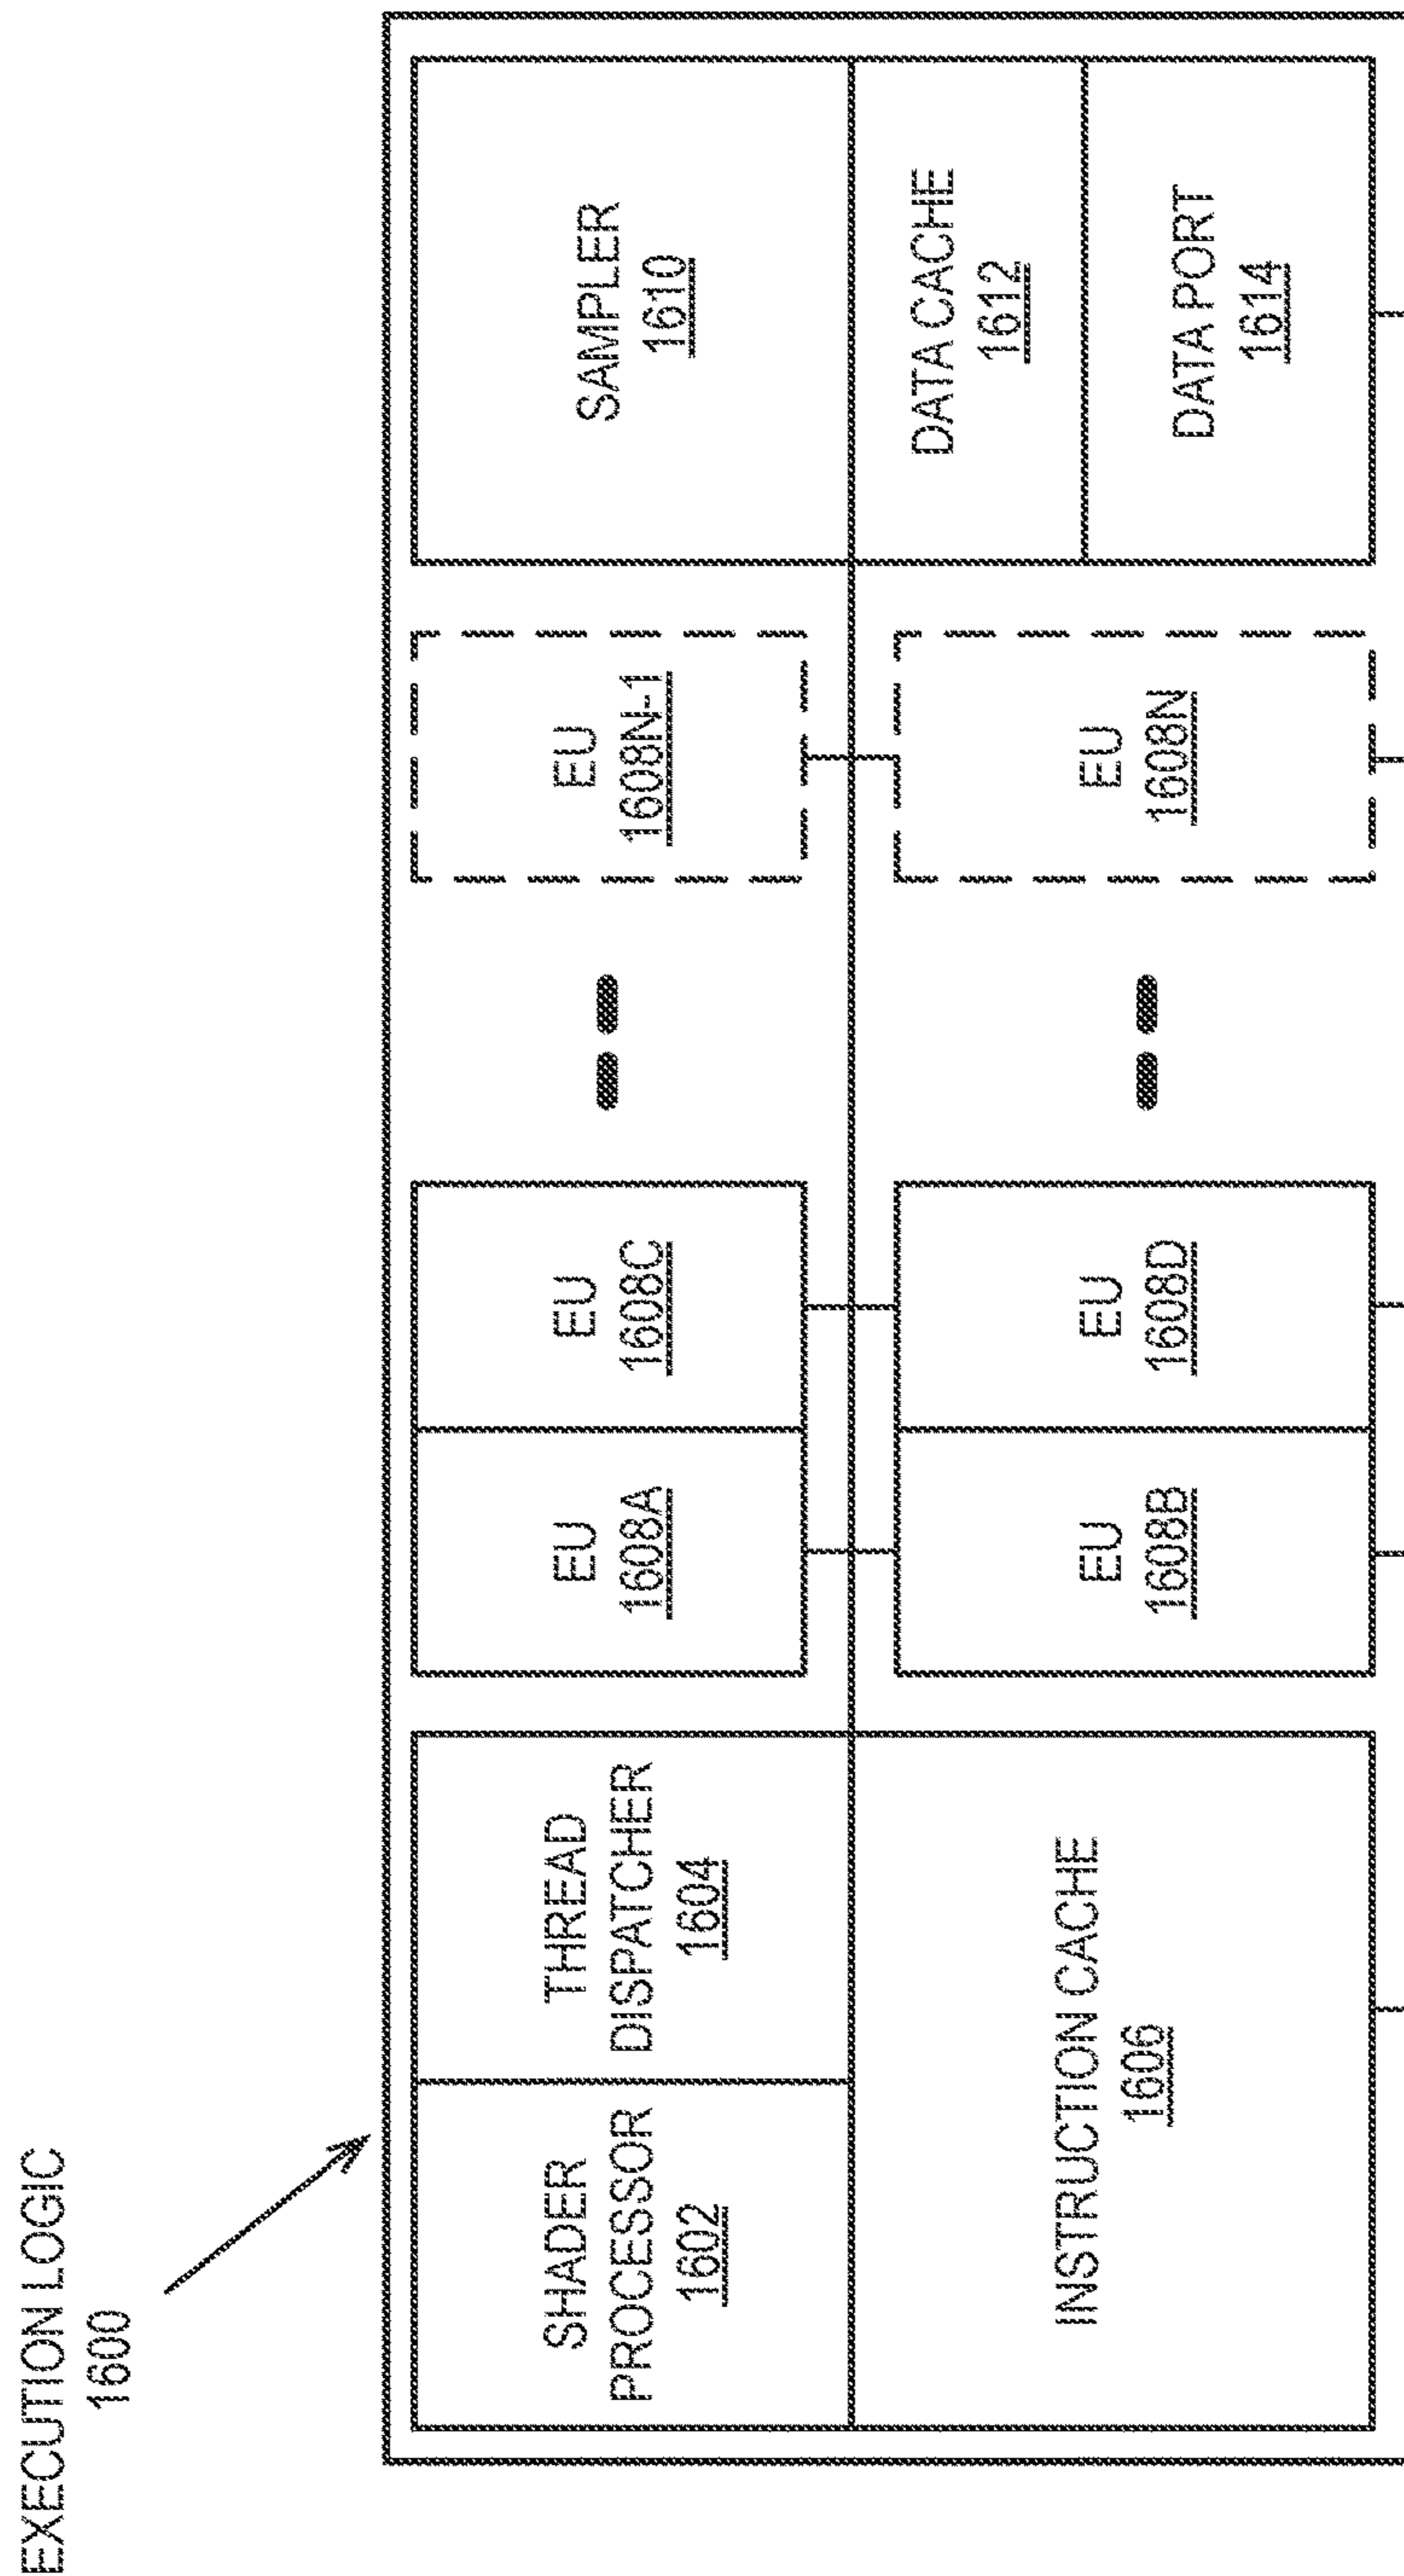 EXECUTION LOGIC
1600
SHADER
PROCESSOR
1602
THREAD
DISPATCHER
1604
INSTRUCTION CACHE
1606
EU
1608A
EU
1608C
EU
1608N-1
EU
1608B
EU
1608D
EU
1608N
SAMPLER
1610
DATA CACHE
1612
DATA PORT
1614